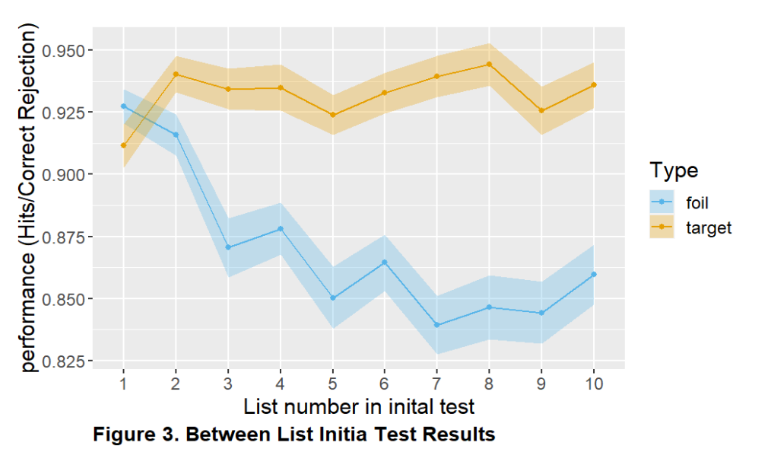 performance (Hits/Correct Rejection)
0.950
0.925
0.900
0.875
0.850
0.825
1 2 3 4 5 6 7 8 9 10
List number in inital test
Type
foil
target
Figure 3. Between List Initia Test Results